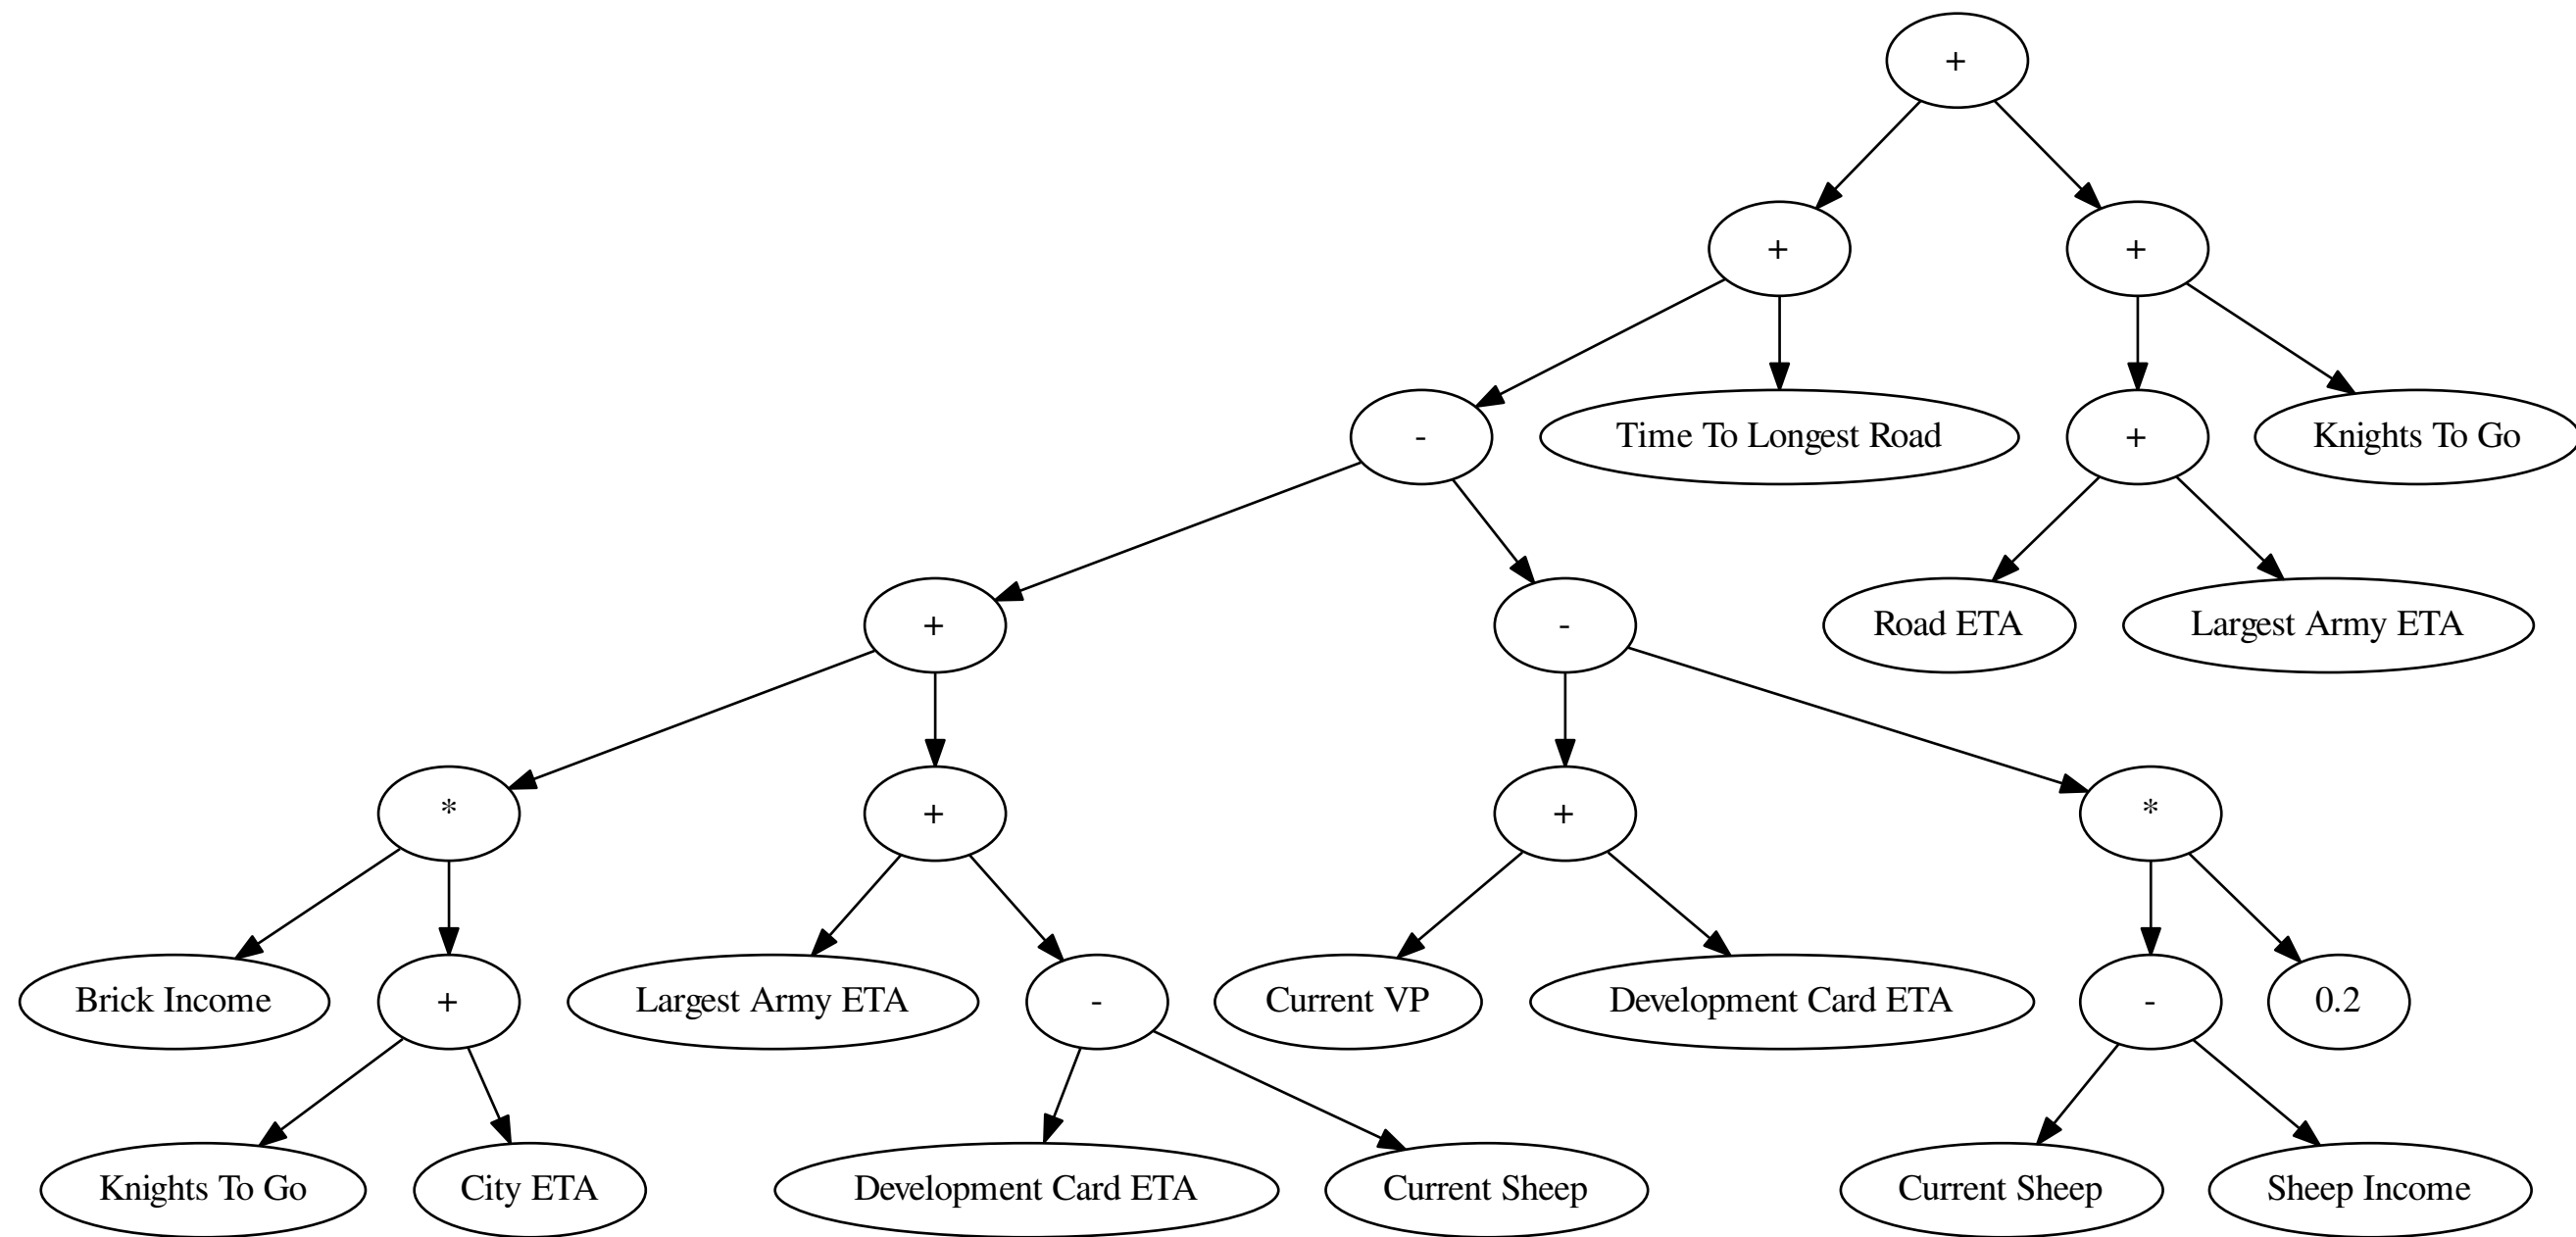 +
+
+
-
Time To Longest Road
+
Knights To Go
+
-
Road ETA
Largest Army ETA
*
+
+
*
Brick Income
+
Largest Army ETA
-
Current VP
Development Card ETA
-
0.2
Knights To Go
City ETA
Development Card ETA
Current Sheep
Current Sheep
Sheep Income